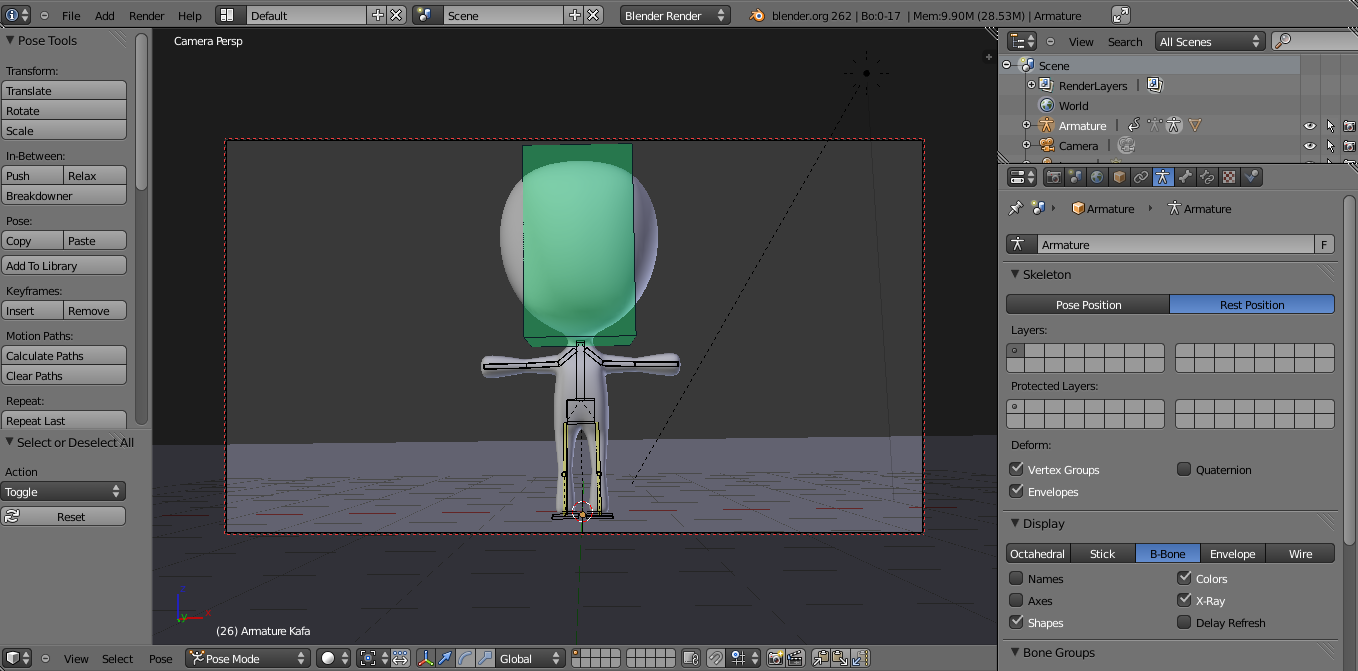 File Add Render Help Default Scene Blender Render blender.org 262 | Bo:0-17 | Mem:9.90M (28.53M) | Armature
Pose Tools
Transform:
Translate
Rotate
Scale
In-Between:
Push Relax
Breakdowner
Pose:
Copy Paste
Add To Library
Keyframes:
Insert Remove
Motion Paths:
Calculate Paths
Clear Paths
Repeat:
Repeat Last
Select or Deselect All
Action
Toggle
Reset
Camera Persp
z
y x
(26) Armature Kafa
View Select Pose Pose Mode Global
View Search All Scenes
Scene
RenderLayers |
World
Armature |
Camera |
Armature Armature
Armature F
Skeleton
Pose Position Rest Position
Layers:
Protected Layers:
Deform:
Vertex Groups Quaternion
Envelopes
Display
Octahedral Stick B-Bone Envelope Wire
Names Colors
Axes X-Ray
Shapes Delay Refresh
Bone Groups